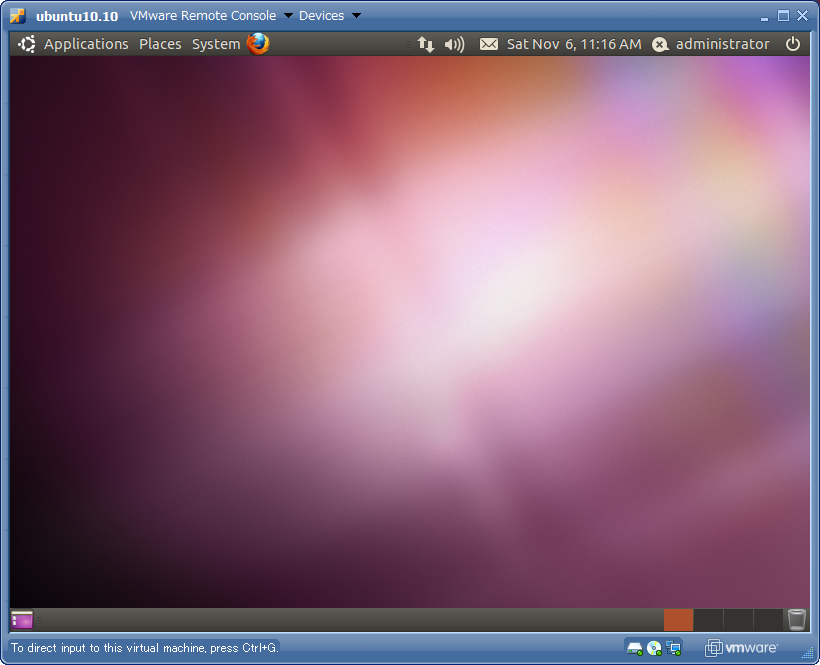 ubuntu10.10 VMware Remote Console Devices
Applications Places System Sat Nov 6, 11:16 AM administrator
To direct input to this virtual machine, press Ctrl+G. vmware